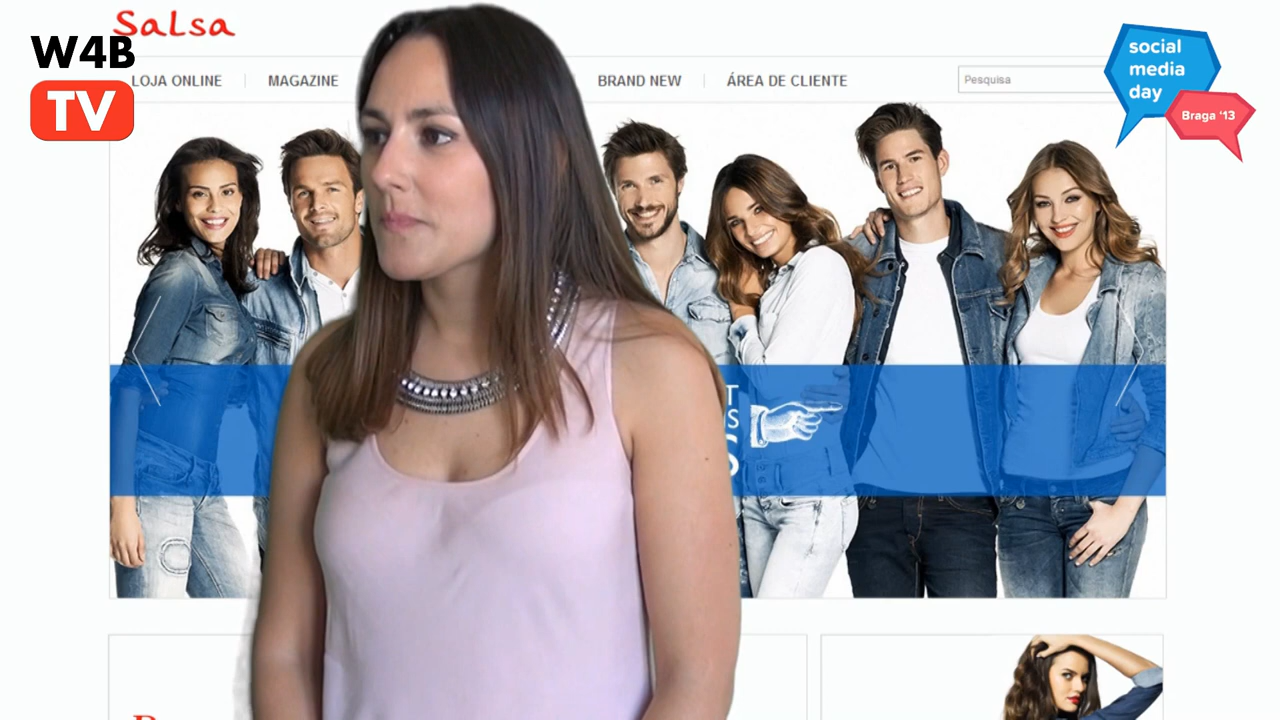 Salsa
W4B
TV
LOJA ONLINE
MAGAZINE
BRAND NEW
ÁREA DE CLIENTE
Pesquisa
social
media
day
Braga '13